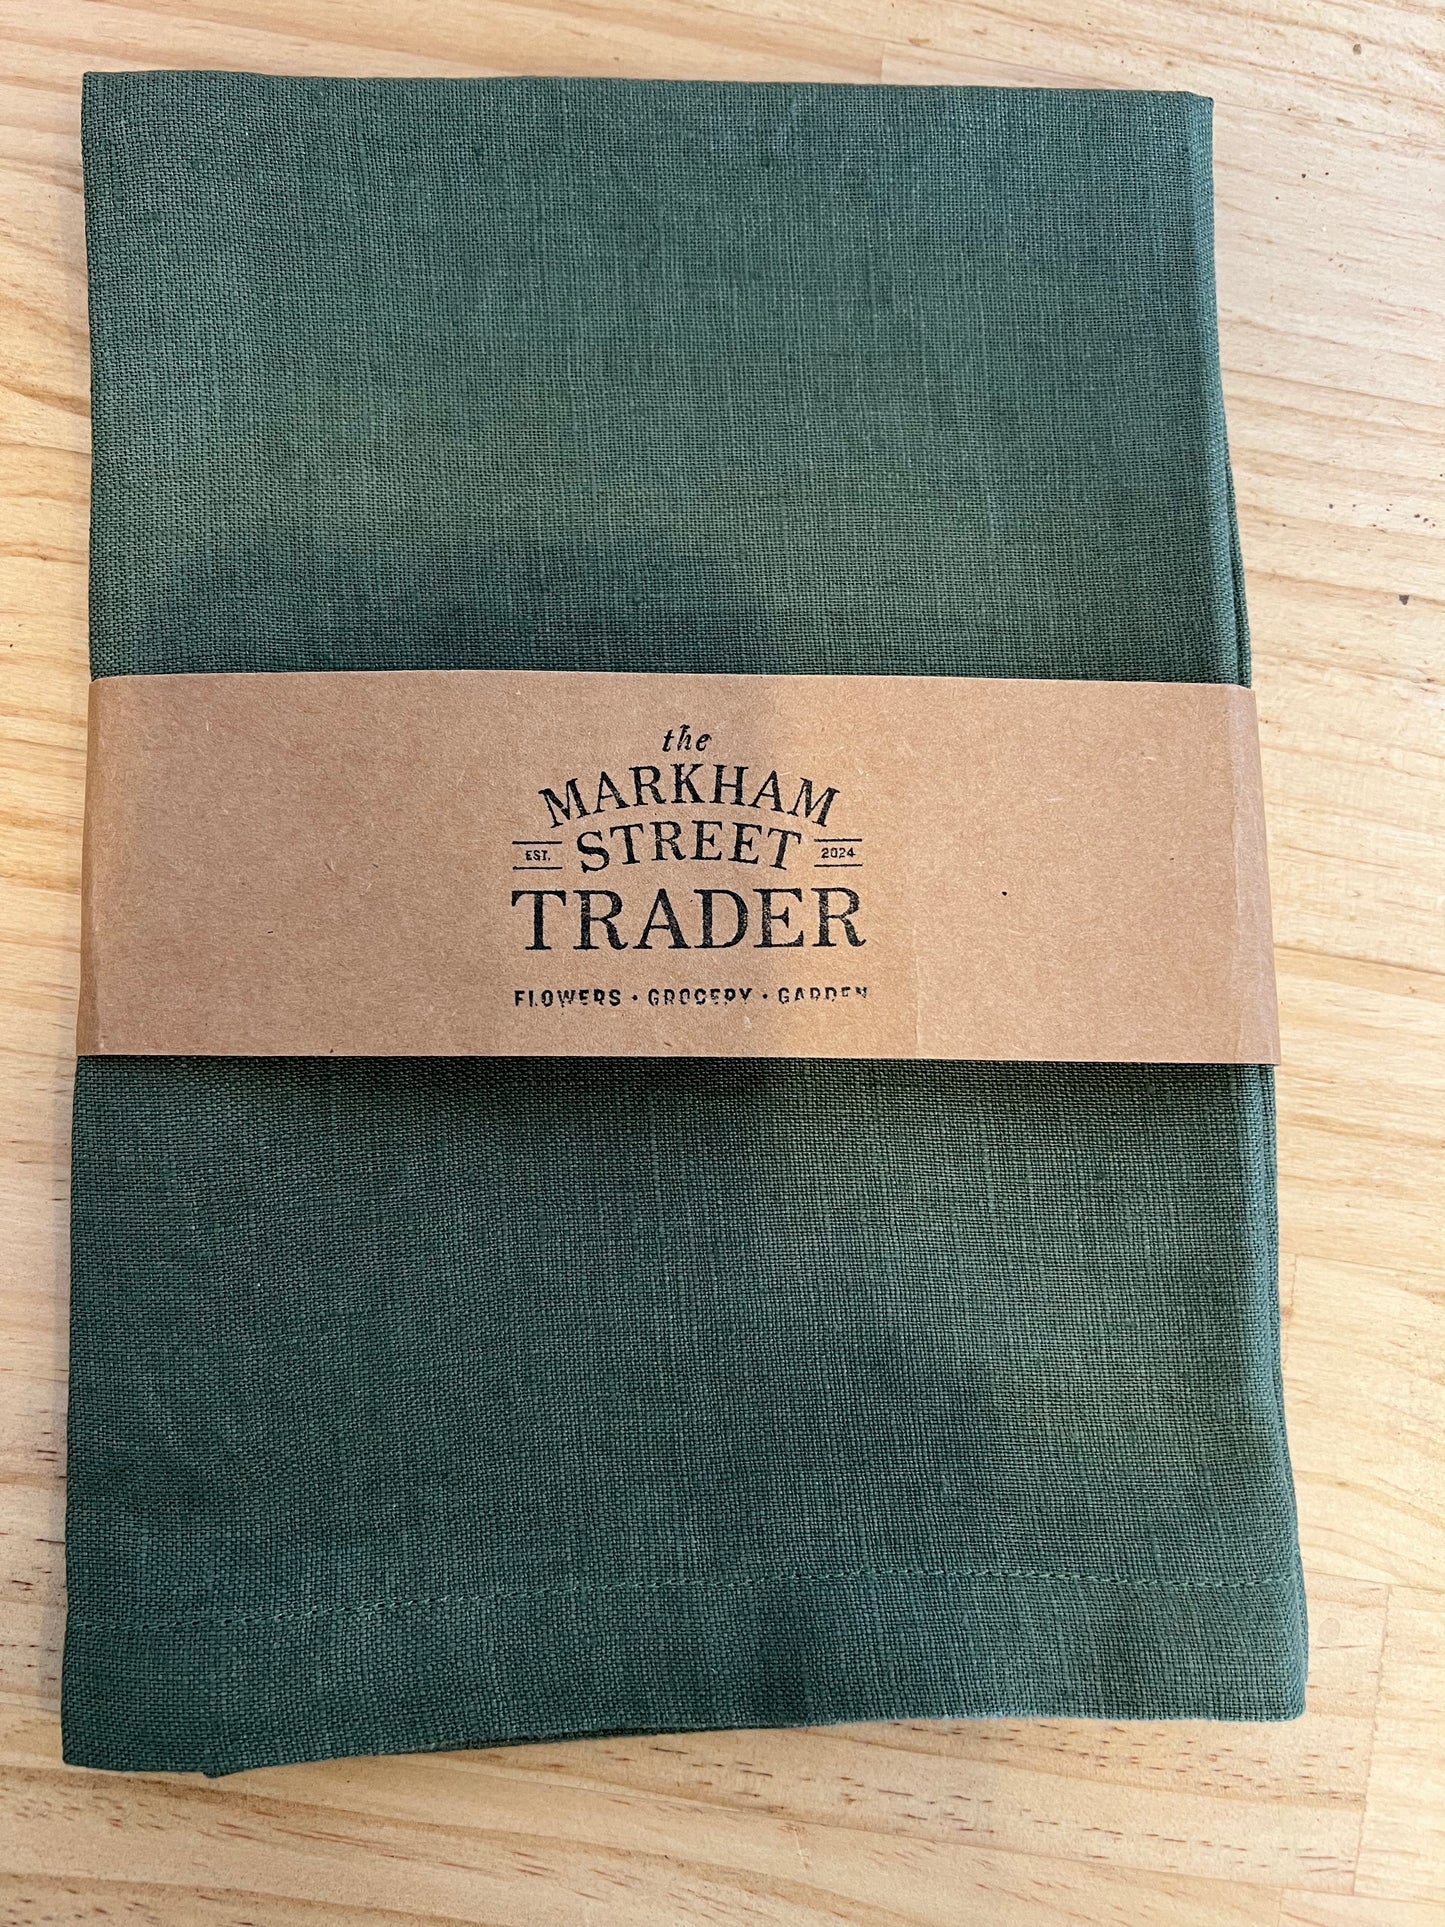 the
MARKHAM
EST. STREET 2024
TRADER
FLOWERS · GROCERY · GARDEN